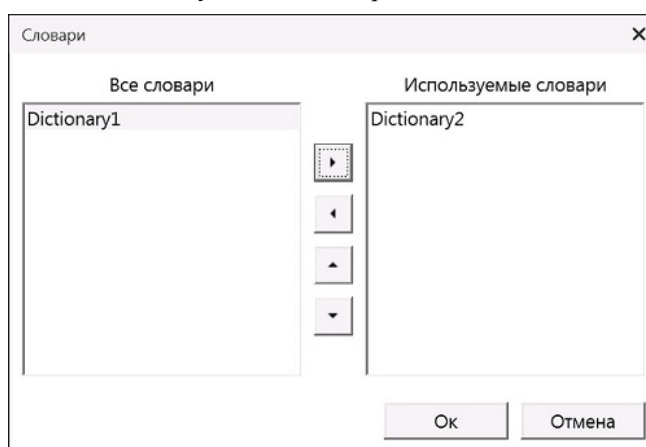 Словари
Все словари
Используемые словари
Dictionary1
Dictionary2
Ок
Отмена